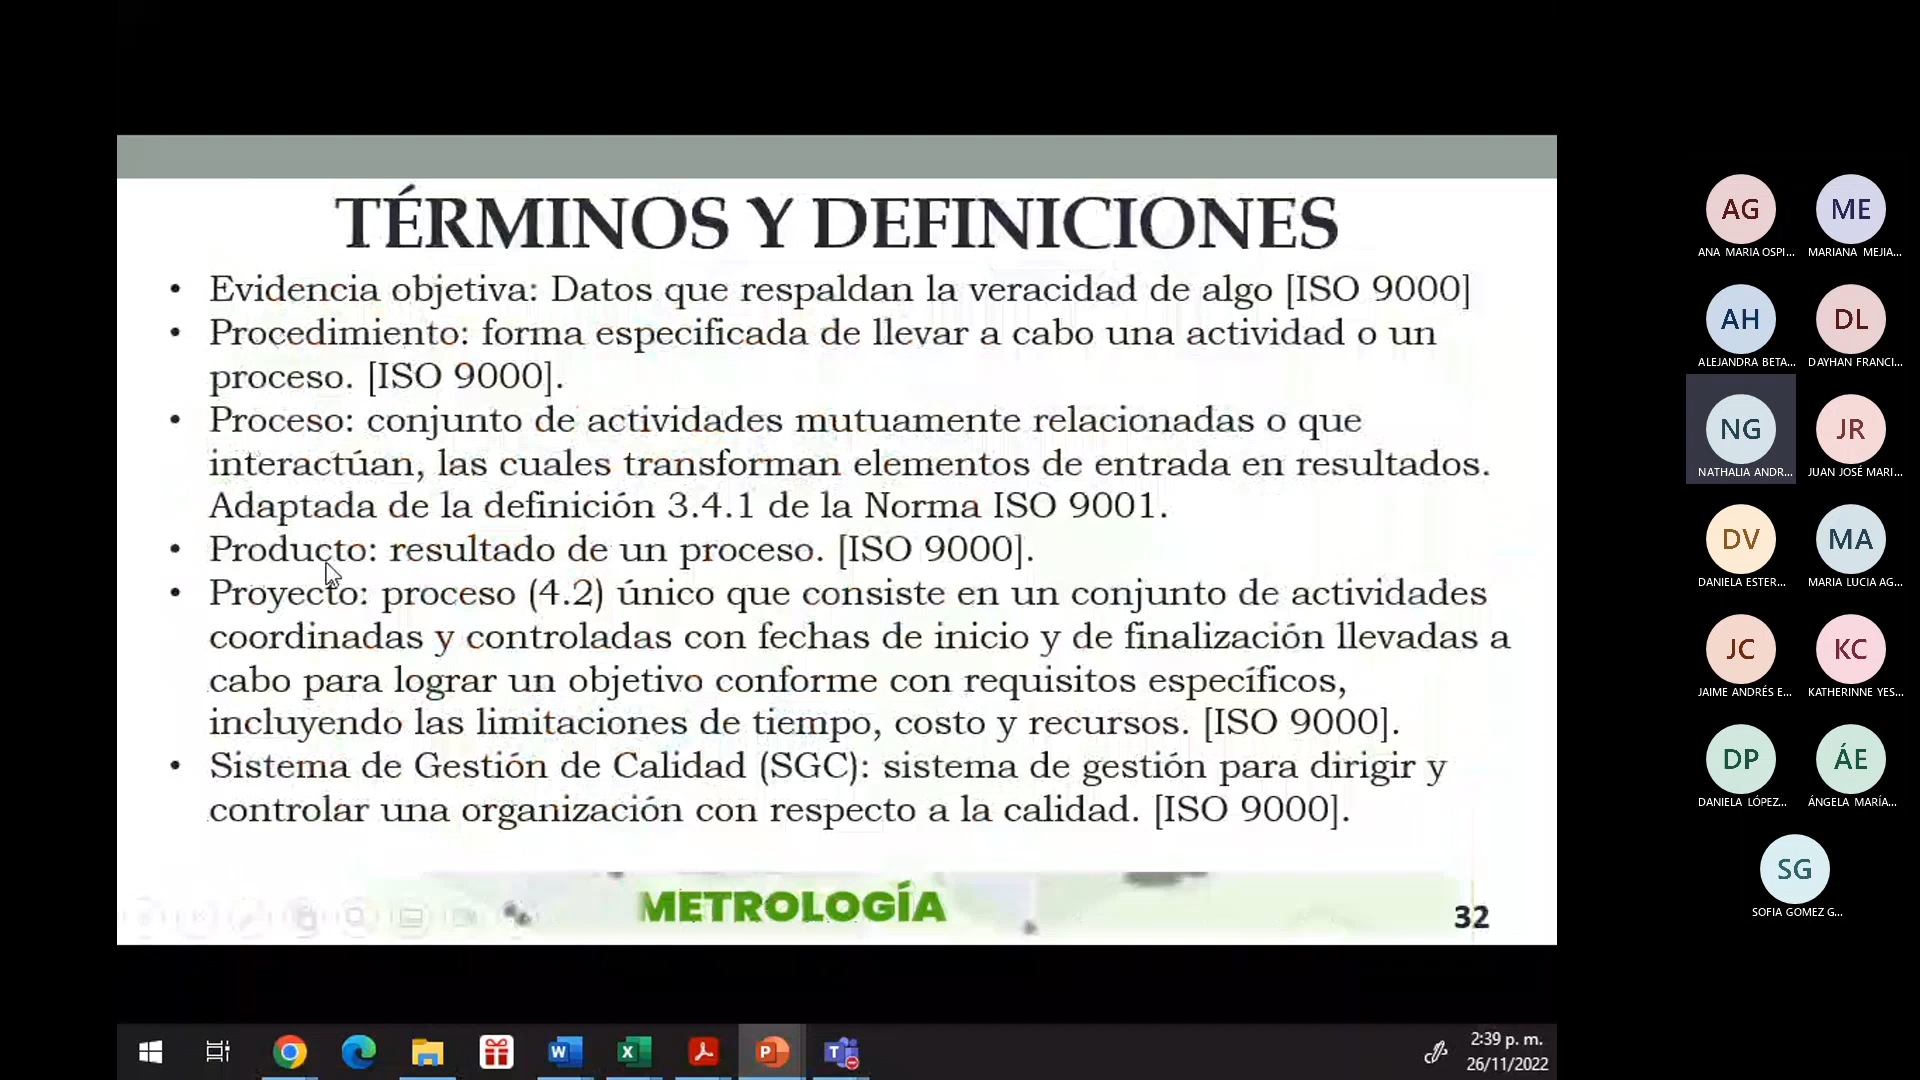 TÉRMINOS Y DEFINICIONES
• Evidencia objetiva: Datos que respaldan la veracidad de algo [ISO 9000]
• Procedimiento: forma especificada de llevar a cabo una actividad o un
proceso. [ISO 9000].
• Proceso: conjunto de actividades mutuamente relacionadas o que
interactúan, las cuales transforman elementos de entrada en resultados.
Adaptada de la definición 3.4.1 de la Norma ISO 9001.
• Producto: resultado de un proceso. [ISO 9000].
• Proyecto: proceso (4.2) único que consiste en un conjunto de actividades
coordinadas y controladas con fechas de inicio y de finalización llevadas a
cabo para lograr un objetivo conforme con requisitos específicos,
incluyendo las limitaciones de tiempo, costo y recursos. [ISO 9000].
• Sistema de Gestión de Calidad (SGC): sistema de gestión para dirigir y
controlar una organización con respecto a la calidad. [ISO 9000].
METROLOGÍA
32
AG
ANA MARIA OSPI...
ME
MARIANA MEJIA...
AH
ALEJANDRA BETA...
DL
DAYHAN FRANCI...
NG
NATHALIA ANDR...
JR
JUAN JOSÉ MARI...
DV
DANIELA ESTER...
MA
MARIA LUCIA AG...
JC
JAIME ANDRÉS E...
KC
KATHERINNE YES...
DP
DANIELA LÓPEZ...
ÁE
ÁNGELA MARÍA...
SG
SOFIA GOMEZ G...
W
X
P
T
2:39 p. m.
26/11/2022